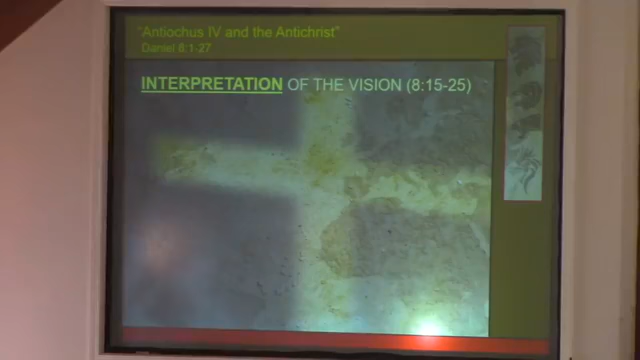 "Antiochus IV and the Antichrist"
Daniel 8:1-27
INTERPRETATION OF THE VISION (8:15-25)